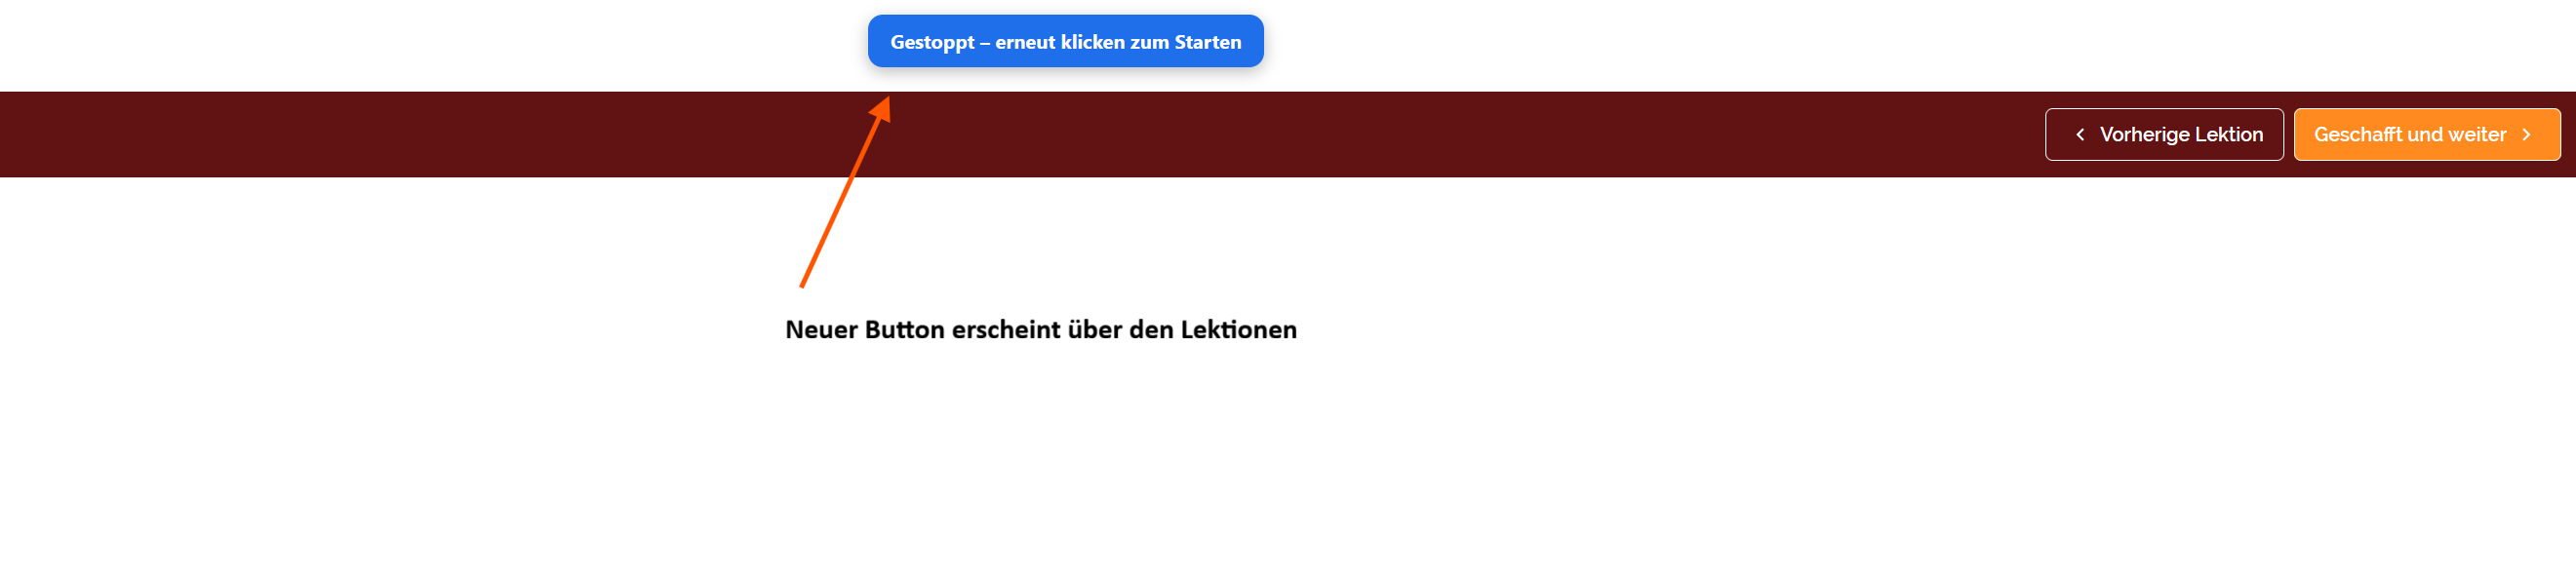 Gestoppt – erneut klicken zum Starten
Vorherige Lektion
Geschafft und weiter
Neuer Button erscheint über den Lektionen